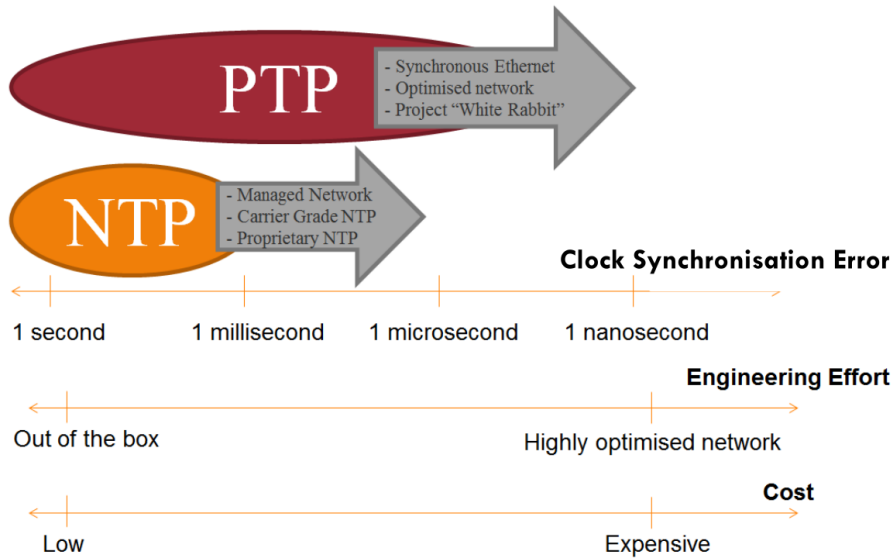 PTP
- Synchronous Ethernet
- Optimised network
- Project “White Rabbit”
NTP
- Managed Network
- Carrier Grade NTP
- Proprietary NTP
Clock Synchronisation Error
1 second 1 millisecond 1 microsecond 1 nanosecond
Engineering Effort
Out of the box Highly optimised network
Cost
Low Expensive